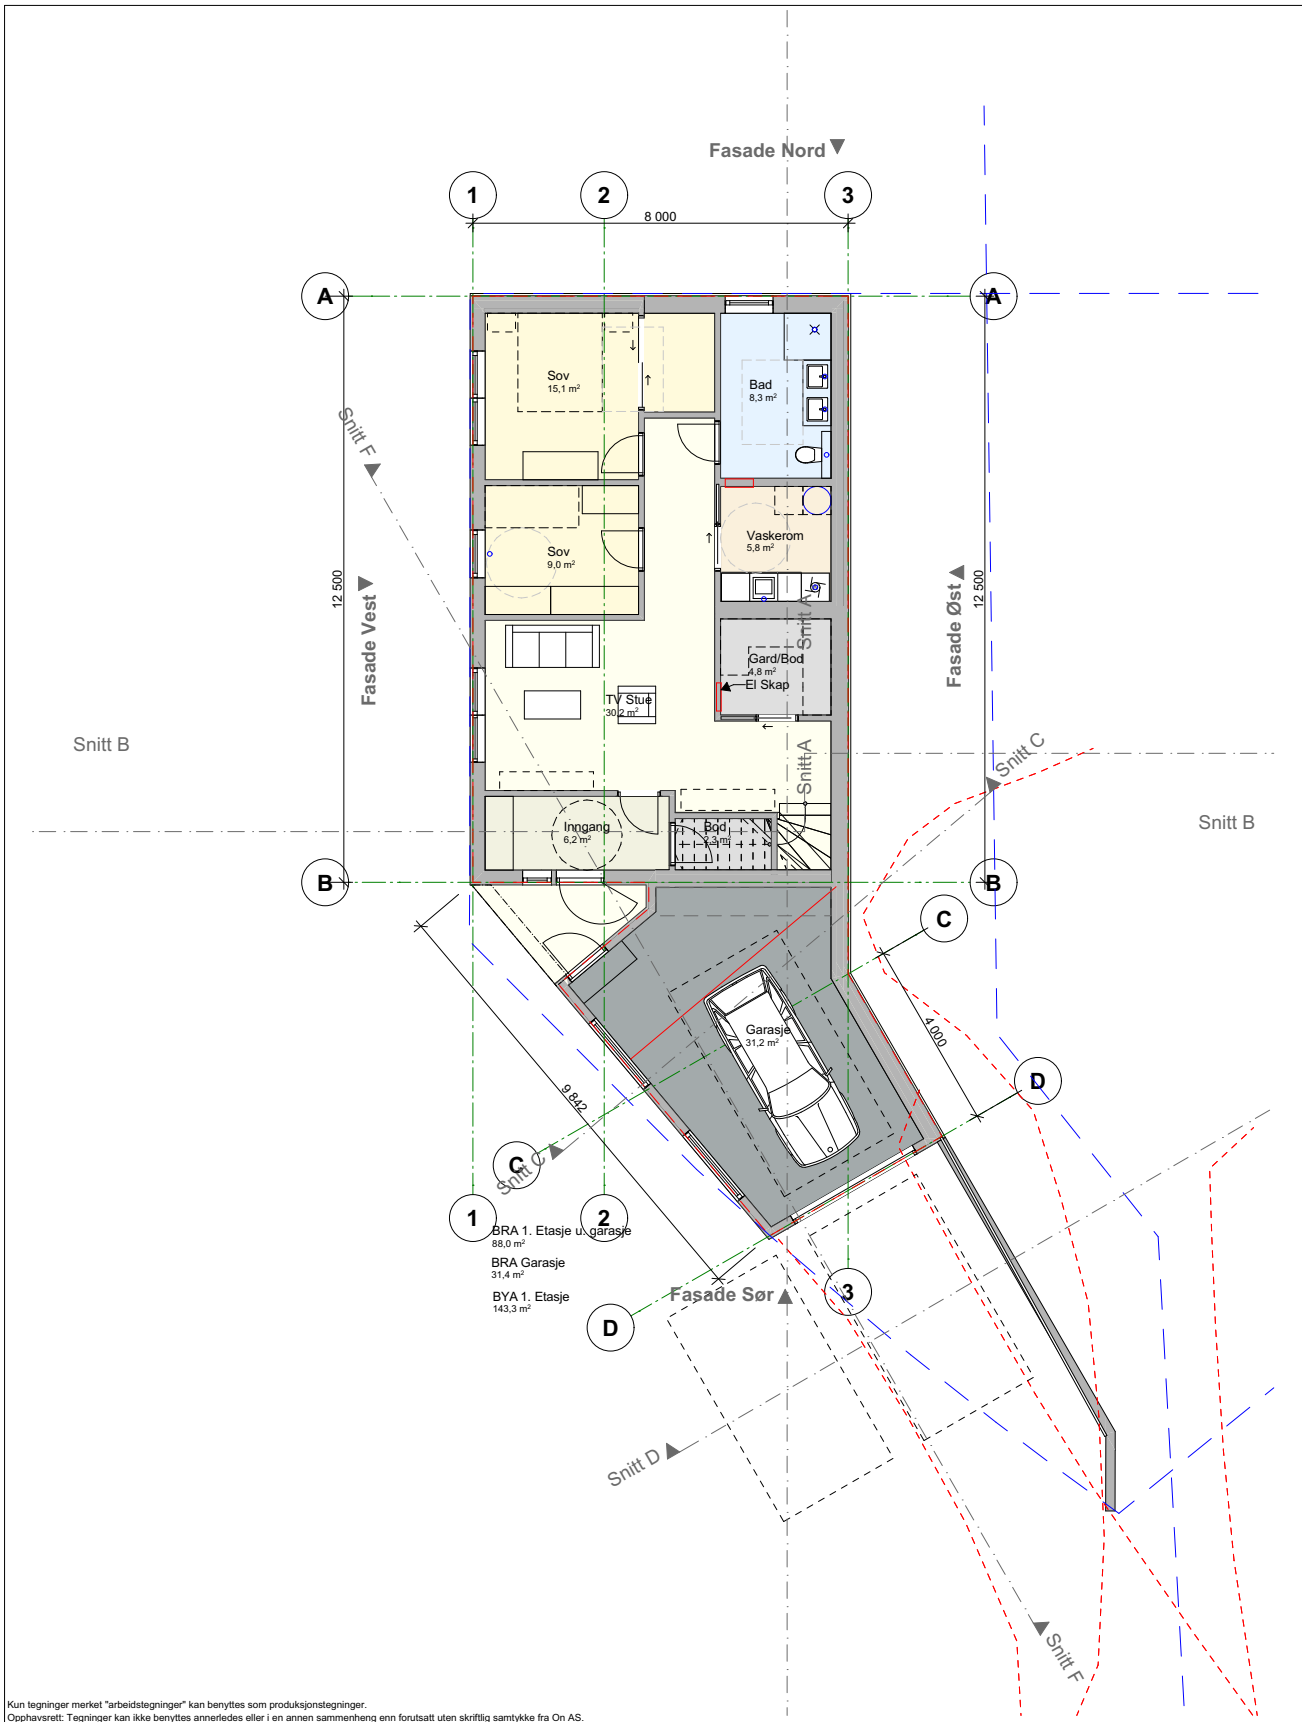 Fasade Nord
1
2
3
8 000
A
A
Sov
15,1 m²
Bad
8,3 m²
Snitt F
Sov
9,0 m²
Vaskerom
5,8 m²
12 500
Fasade Vest
Fasade Øst
12 500
Snitt A
Gard/Bod
4,8 m²
El Skap
TV Stue
30,2 m²
Snitt B
Snitt A
Snitt C
Inngang
6,2 m²
Bod
2,3 m²
Snitt B
B
B
C
Garasje
31,2 m²
4 000
D
9 842
C
Snitt C
1
2
BRA 1. Etasje u. garasje
88,0 m²
BRA Garasje
31,4 m²
BYA 1. Etasje
143,3 m²
Fasade Sør
3
D
Snitt D
Snitt F
Kun tegninger merket "arbeidstegninger" kan benyttes som produksjonstegninger.
Opphavsrett: Tegninger kan ikke benyttes annerledes eller i en annen sammenheng enn forutsatt uten skriftlig samtykke fra On AS.